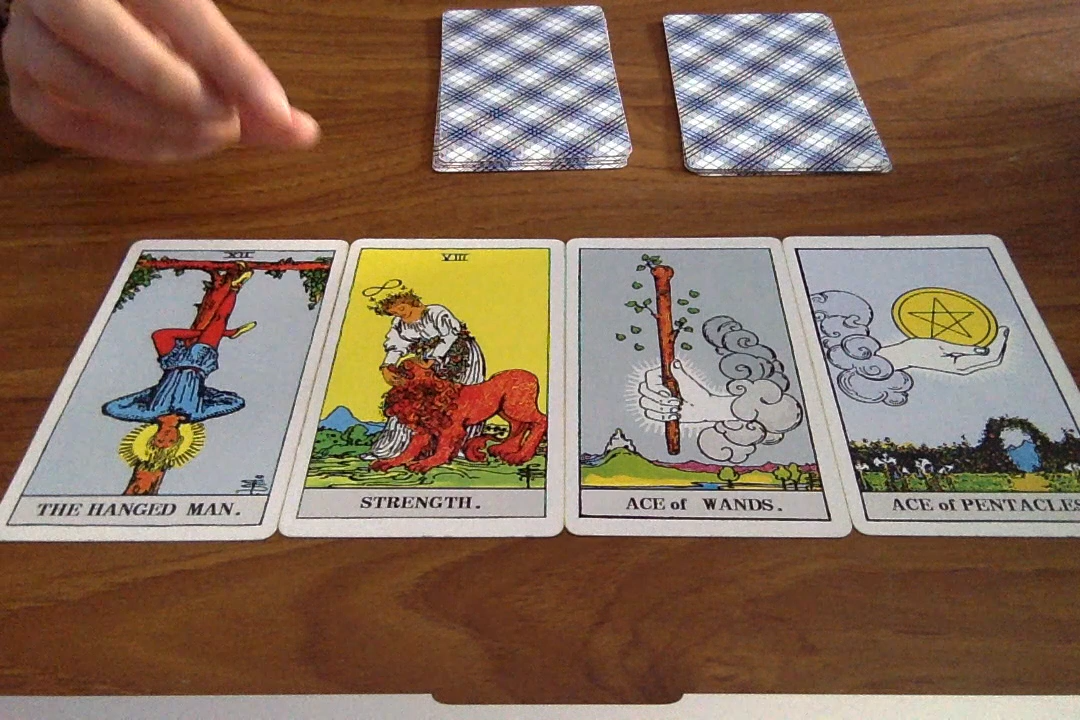 XII
VIII
THE HANGED MAN.
STRENGTH.
ACE of WANDS.
ACE of PENTACLES